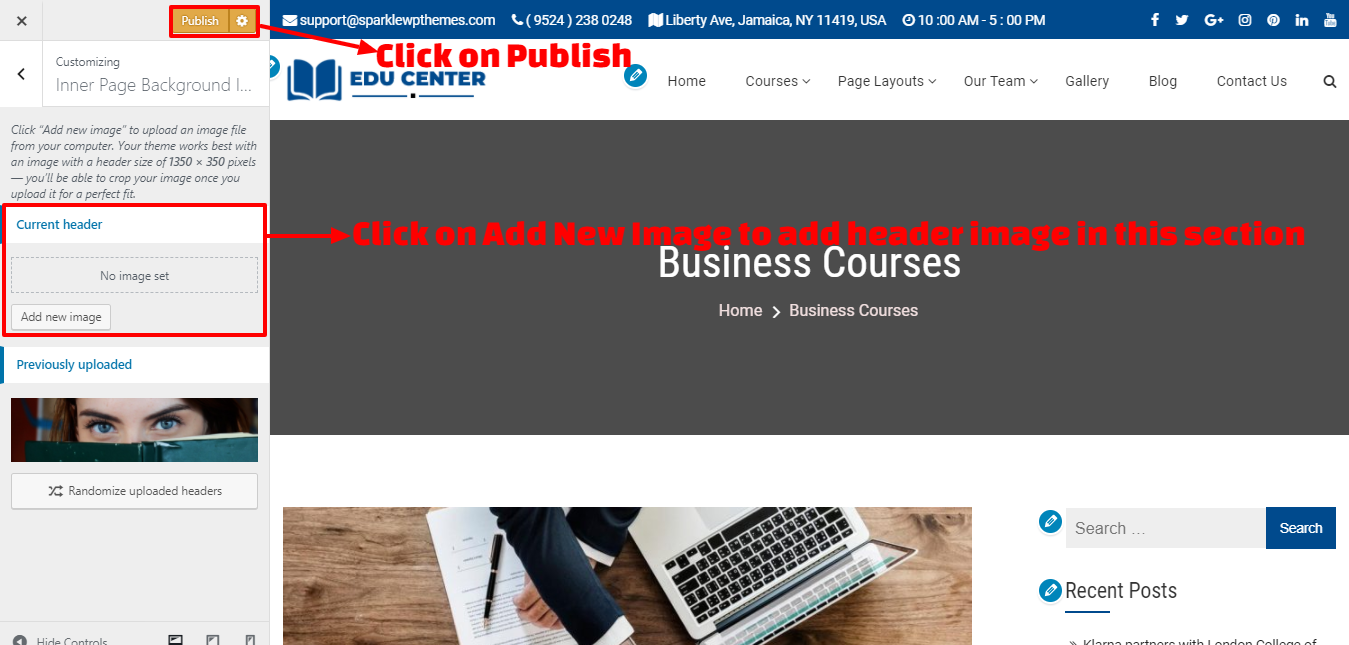 Publish
support@sparklewpthemes.com ( 9524 ) 238 0248 Liberty Ave, Jamaica, NY 11419, USA 10 :00 AM - 5 : 00 PM
Click on Publish
Customizing
Inner Page Background I...
EDU CENTER
Home Courses Page Layouts Our Team Gallery Blog Contact Us
Click “Add new image” to upload an image file
from your computer. Your theme works best with
an image with a header size of 1350 × 350 pixels
— you’ll be able to crop your image once you
upload it for a perfect fit.
Current header
No image set
Add new image
Click on Add New Image to add header image in this section
Business Courses
Home Business Courses
Previously uploaded
Randomize uploaded headers
Search …
Search
Recent Posts
» Klarna partners with London College of
Hide Controls